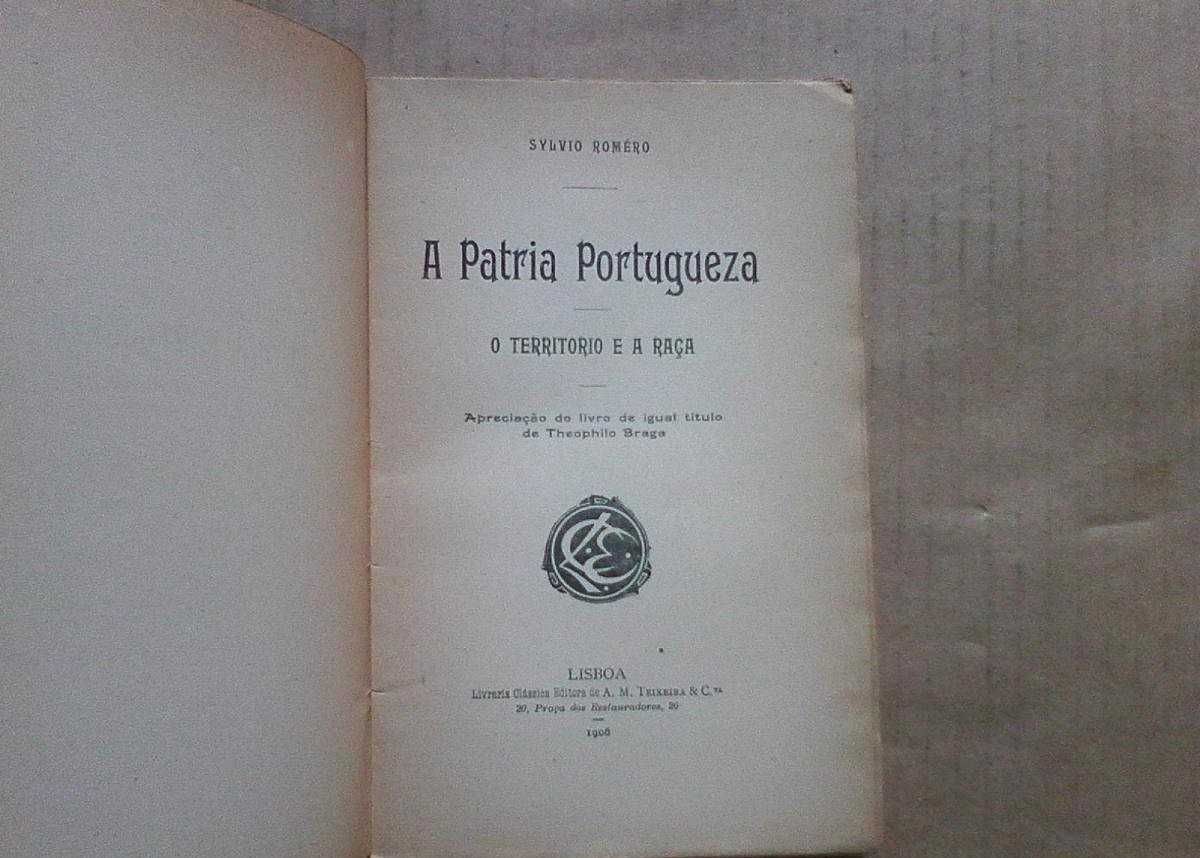 SYLVIO ROMÉRO
A Patria Portugueza
O TERRITORIO E A RAÇA
Apreciação do livro de igual titulo
de Theophilo Braga
LISBOA
Livraria Clássica Editora de A. M. TEIXEIRA & C.TA
20, Praça dos Restauradores, 20
1906